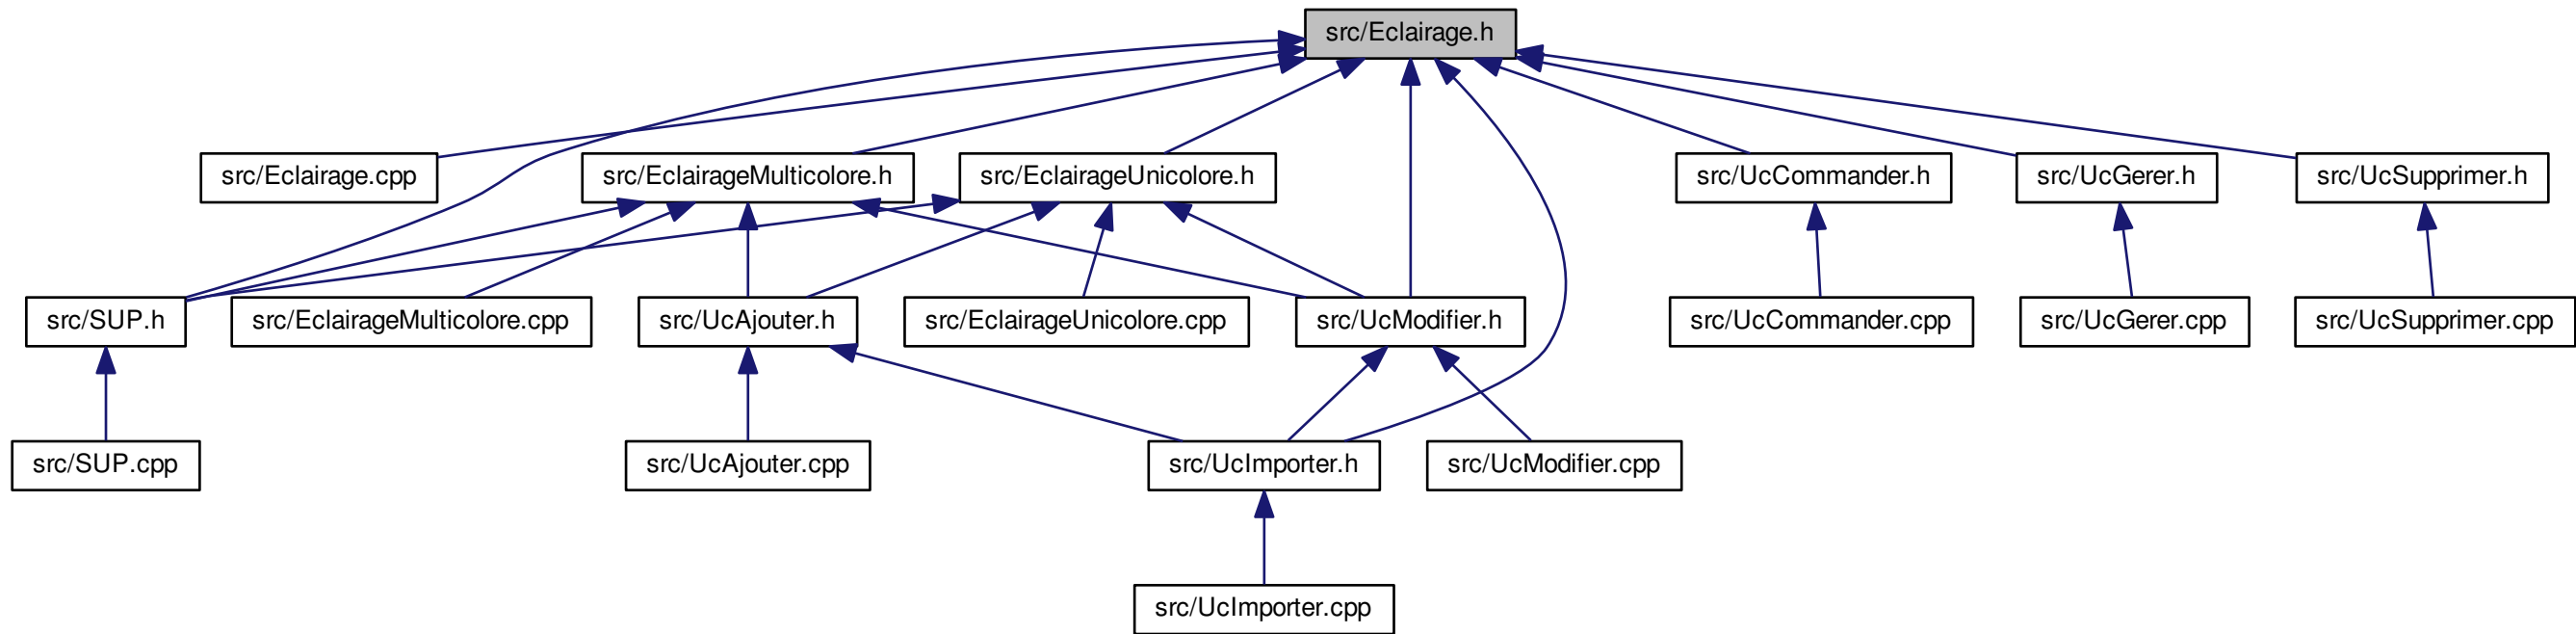 src/Eclairage.h
src/Eclairage.cpp
src/EclairageMulticolore.h
src/EclairageUnicolore.h
src/UcCommander.h
src/UcGerer.h
src/UcSupprimer.h
src/SUP.h
src/EclairageMulticolore.cpp
src/UcAjouter.h
src/EclairageUnicolore.cpp
src/UcModifier.h
src/UcCommander.cpp
src/UcGerer.cpp
src/UcSupprimer.cpp
src/SUP.cpp
src/UcAjouter.cpp
src/UcImporter.h
src/UcModifier.cpp
src/UcImporter.cpp